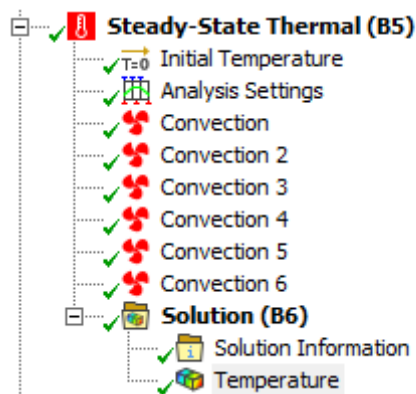 Steady-State Thermal (B5)
T=0 Initial Temperature
Analysis Settings
Convection
Convection 2
Convection 3
Convection 4
Convection 5
Convection 6
Solution (B6)
i Solution Information
Temperature